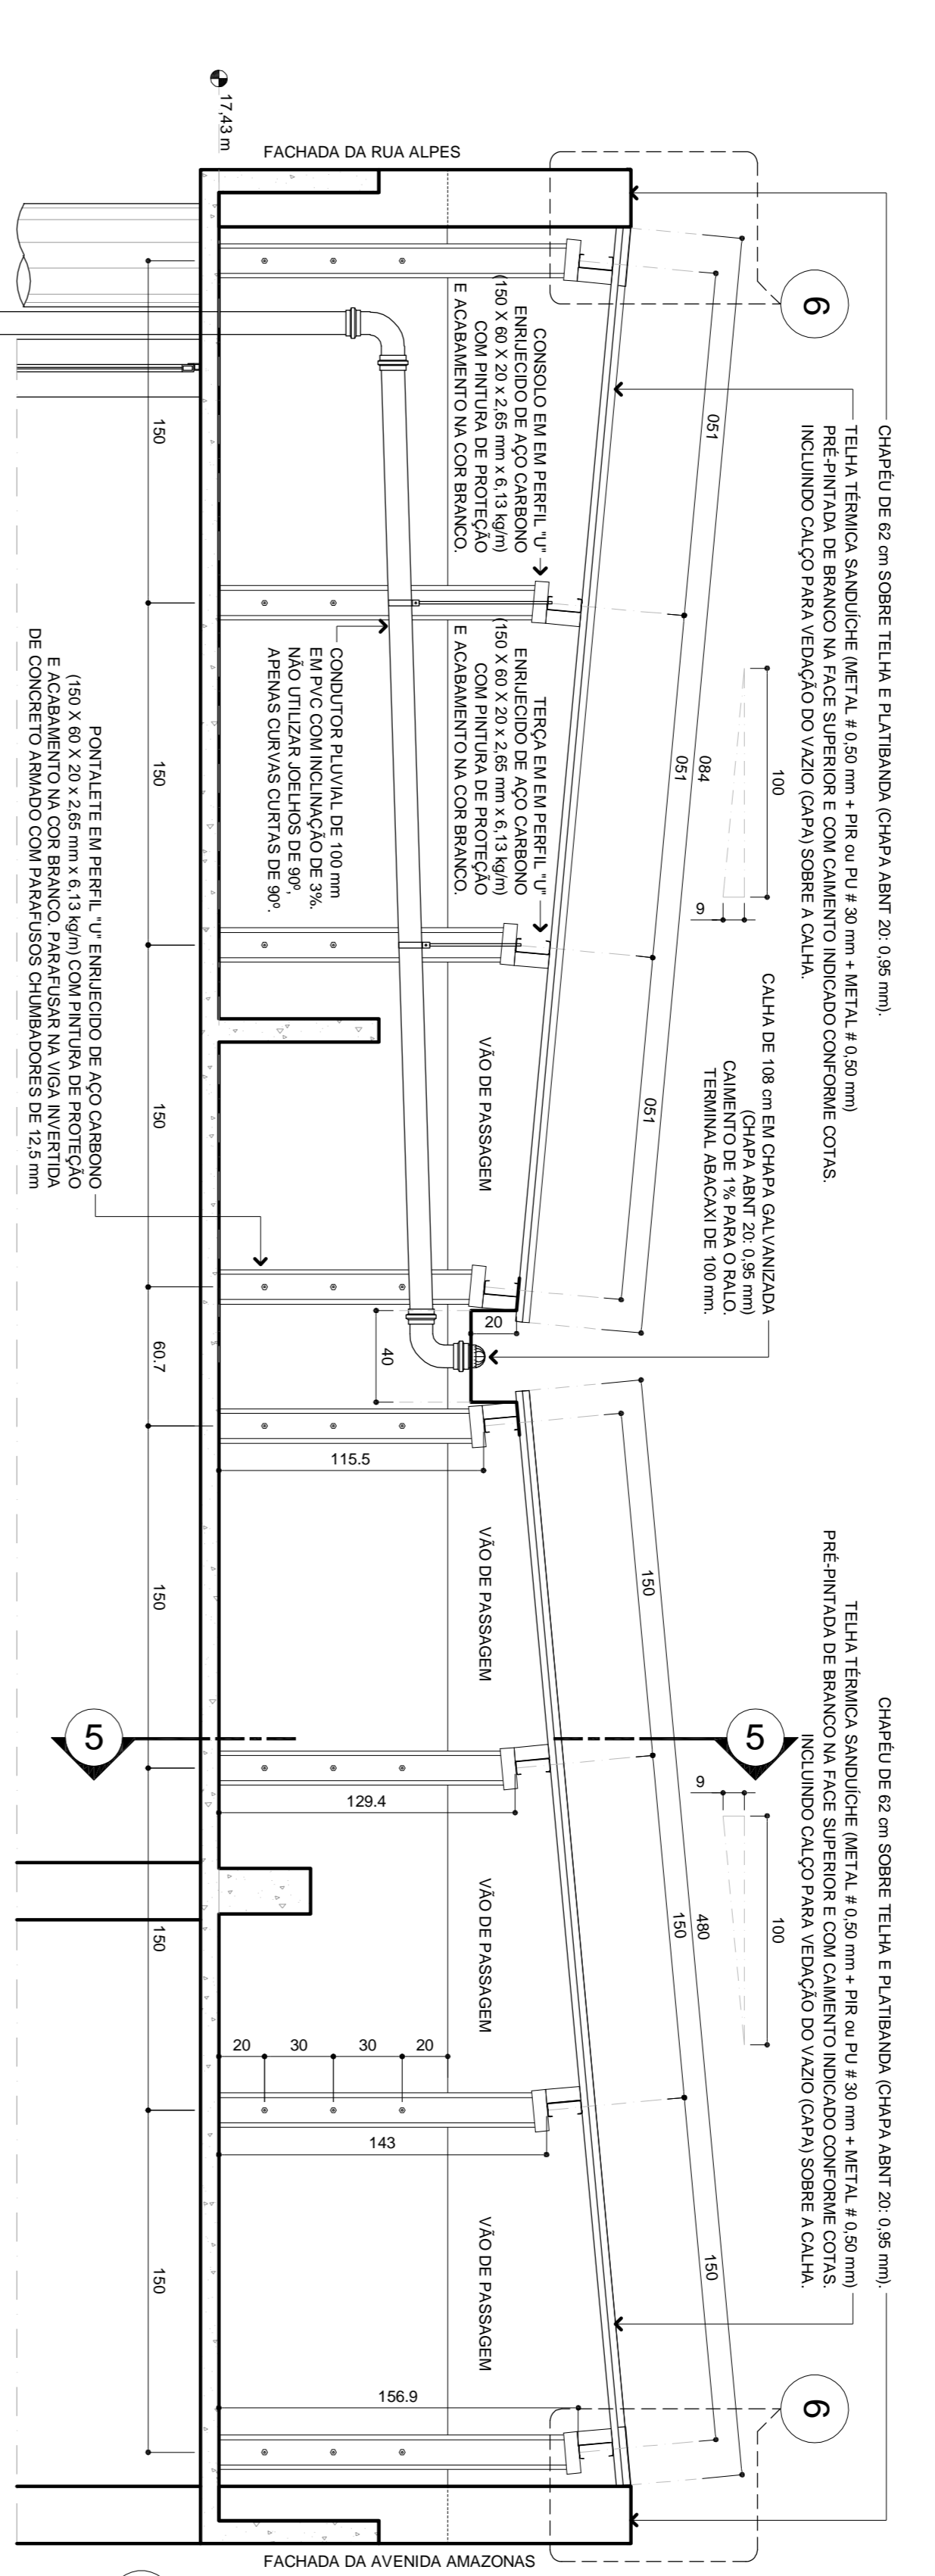 CHAPÉU DE 62 cm SOBRE TELHA E PLATIBANDA (CHAPA ABNT 20: 0,95 mm).
TELHA TÉRMICA SANDUÍCHE (METAL # 0,50 mm + PIR ou PU # 30 mm + METAL # 0,50 mm)
PRÉ-PINTADA DE BRANCO NA FACE SUPERIOR E COM CAIMENTO INDICADO CONFORME COTAS.
INCLUINDO CALÇO PARA VEDAÇÃO DO VAZIO (CAPA) SOBRE A CALHA.
CHAPÉU DE 62 cm SOBRE TELHA E PLATIBANDA (CHAPA ABNT 20: 0,95 mm).
TELHA TÉRMICA SANDUÍCHE (METAL # 0,50 mm + PIR ou PU # 30 mm + METAL # 0,50 mm)
PRÉ-PINTADA DE BRANCO NA FACE SUPERIOR E COM CAIMENTO INDICADO CONFORME COTAS.
INCLUINDO CALÇO PARA VEDAÇÃO DO VAZIO (CAPA) SOBRE A CALHA.
6
6
5
100
9
100
9
CALHA DE 108 cm EM CHAPA GALVANIZADA
(CHAPA ABNT 20: 0,95 mm)
CAIMENTO DE 1% PARA O RALO.
TERMINAL ABACAXI DE 100 mm.
150
480
150
150
150
480
150
150
FACHADA DA RUA ALPES
FACHADA DA AVENIDA AMAZONAS
CONSOLO EM EM PERFIL "U"
ENRIJECIDO DE AÇO CARBONO
(150 X 60 X 20 x 2,65 mm x 6,13 kg/m)
COM PINTURA DE PROTEÇÃO
E ACABAMENTO NA COR BRANCO.
TERÇA EM EM PERFIL "U"
ENRIJECIDO DE AÇO CARBONO
(150 X 60 X 20 x 2,65 mm x 6,13 kg/m)
COM PINTURA DE PROTEÇÃO
E ACABAMENTO NA COR BRANCO.
VÃO DE PASSAGEM
VÃO DE PASSAGEM
VÃO DE PASSAGEM
VÃO DE PASSAGEM
20
40
CONDUTOR PLUVIAL DE 100 mm
EM PVC COM INCLINAÇÃO DE 3%.
NÃO UTILIZAR JOELHOS DE 90º,
APENAS CURVAS CURTAS DE 90º.
115.5
129.4
143
156.9
20
30
30
20
17,43 m
150
150
150
60.7
150
150
150
5
PONTALETE EM PERFIL "U" ENRIJECIDO DE AÇO CARBONO
(150 X 60 X 20 x 2,65 mm x 6,13 kg/m) COM PINTURA DE PROTEÇÃO
E ACABAMENTO NA COR BRANCO. PARAFUSAR NA VIGA INVERTIDA
DE CONCRETO ARMADO COM PARAFUSOS CHUMBADORES DE 12,5 mm